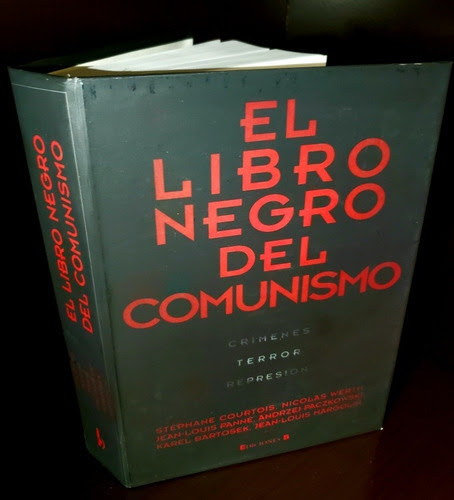 EL LIBRO NEGRO
DEL COMUNISMO
b
EL
LIBRO
NEGRO
DEL
COMUNISMO
CRÍMENES
TERROR
REPRESIÓN
STÉPHANE COURTOIS, NICOLAS WERTH
JEAN-LOUIS PANNÉ, ANDRZEJ PACZKOWSKI
KAREL BARTOSEK, JEAN-LOUIS MARGOLIN
EDICIONES B